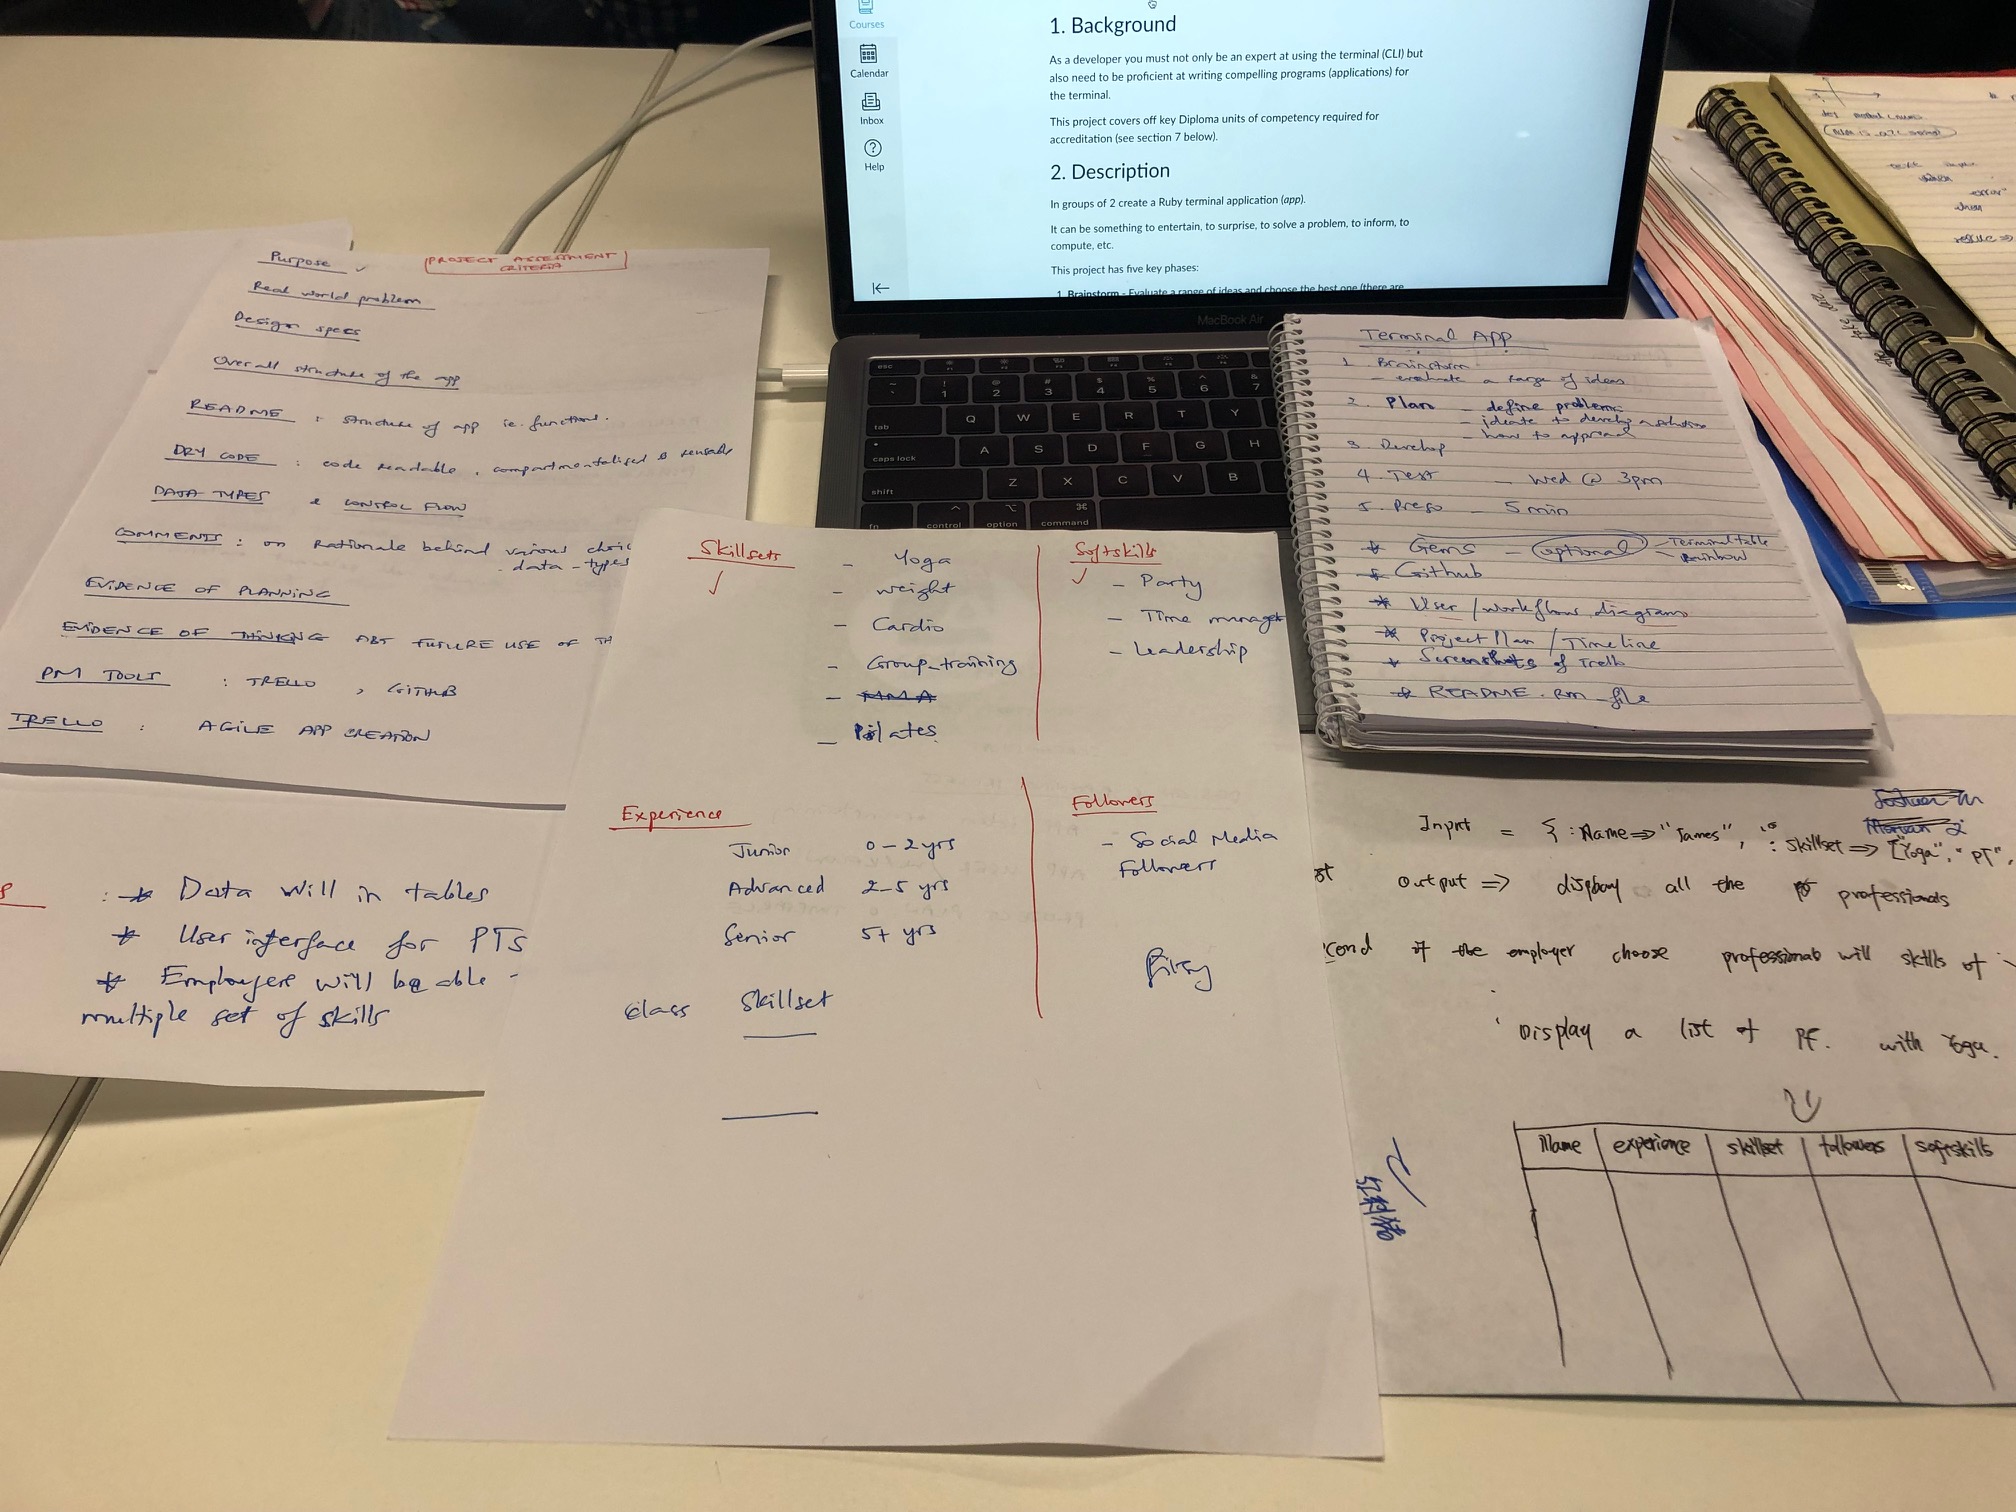 Courses
Calendar
Inbox
Help
1. Background
As a developer you must not only be an expert at using the terminal (CLI) but
also need to be proficient at writing compelling programs (applications) for
the terminal.
This project covers off key Diploma units of competency required for
accreditation (see section 7 below).
2. Description
In groups of 2 create a Ruby terminal application (app).
It can be something to entertain, to surprise, to solve a problem, to inform, to
compute, etc.
This project has five key phases:
1. Brainstorm - Evaluate a range of ideas and choose the best one (there are
MacBook Air
esc
! 1 @ 2 # 3 $ 4 % 5 ^ 6 & 7
tab Q W E R T Y
caps lock A S D F G H
shift Z X C V B
fn control option command
Purpose
PROJECT ASSESSMENT
CRITERIA
Real world problem
Design specs
Overall structure of the app
README : structure of app ie. functions.
DRY CODE : code readable, compartmentalised & reusable
DATA TYPES & CONTROL FLOW
COMMENTS : on Rationale behind various choic
data-types
EVIDENCE OF PLANNING
EVIDENCE OF THINKING ABT FUTURE USE OF TH
PM TOOLS : TRELLO, GITHUB
TRELLO : AGILE APP CREATION
: * Data will in tables
* User interface for PTS
* Employers will be able -
multiple set of skills
Skillsets
- Yoga
- weight
- Cardio
- Group-training
- MMA
- Pilates
Softskills
- Party
- Time manage
- Leadership
Experience
Junior 0-2 yrs
Advanced 2-5 yrs
Senior 5+ yrs
Class Skillset
Followers
- Social Media
Followers
Terminal App
1. Brainstorm
- evaluate a range of ideas
2. Plan - define problem
- ideate to develop a solution
- how to approach
3. Develop
4. Test - Wed @ 3pm
5. Preso - 5 min
* Gems - optional - Terminal table
- Rainbow
* Github
* User / workflow diagrams
* Project Plan / Timeline
* Screenshots of Trello
* README.rm file
Input = { :Name => "James", :skillset => ["Yoga", "PT",
st output => display all the professionals
cond if the employer choose professionals will skills of
Display a list of PF. with Yoga.
Name experience skillset followers softskills